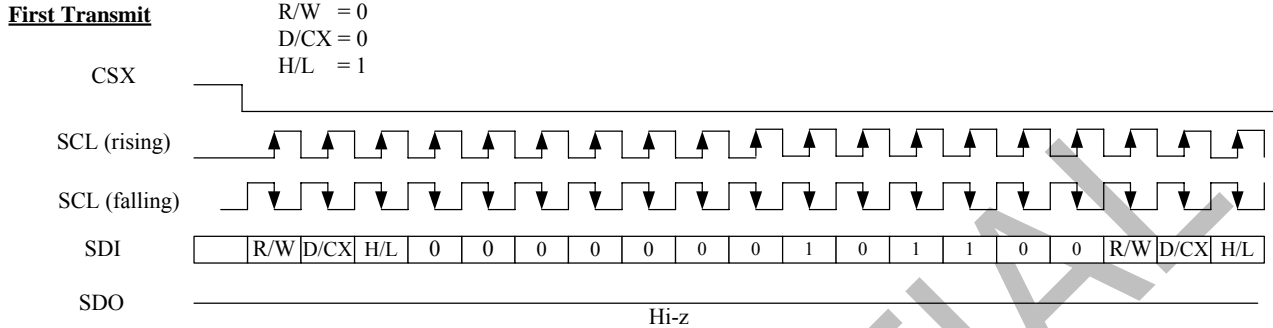 First Transmit
R/W = 0
D/CX = 0
H/L = 1
CSX
SCL (rising)
SCL (falling)
SDI R/W D/CX H/L 0 0 0 0 0 0 0 1 0 1 1 0 0 R/W D/CX H/L
SDO
Hi-z